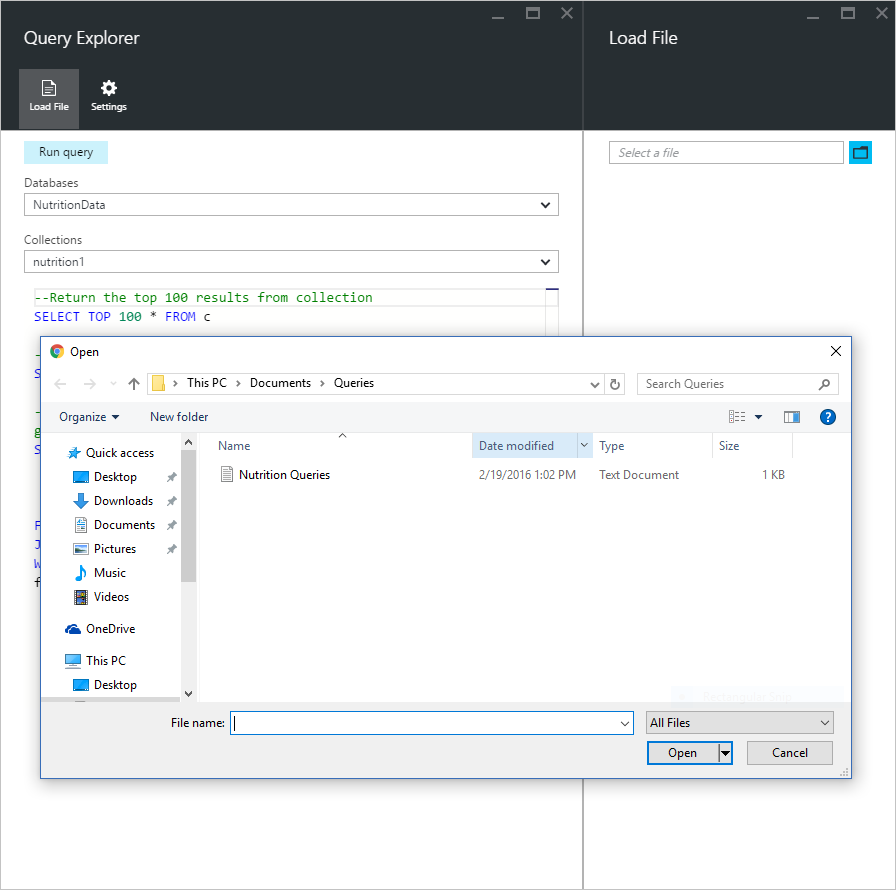 Query Explorer
Load File
Load File
Settings
Run query
Select a file
Databases
NutritionData
Collections
nutrition1
--Return the top 100 results from collection
SELECT TOP 100 * FROM c
Open
This PC > Documents > Queries
Search Queries
Organize
New folder
Name
Date modified
Type
Size
Nutrition Queries
2/19/2016 1:02 PM
Text Document
1 KB
Quick access
Desktop
Downloads
Documents
Pictures
Music
Videos
OneDrive
This PC
Desktop
File name:
All Files
Open
Cancel